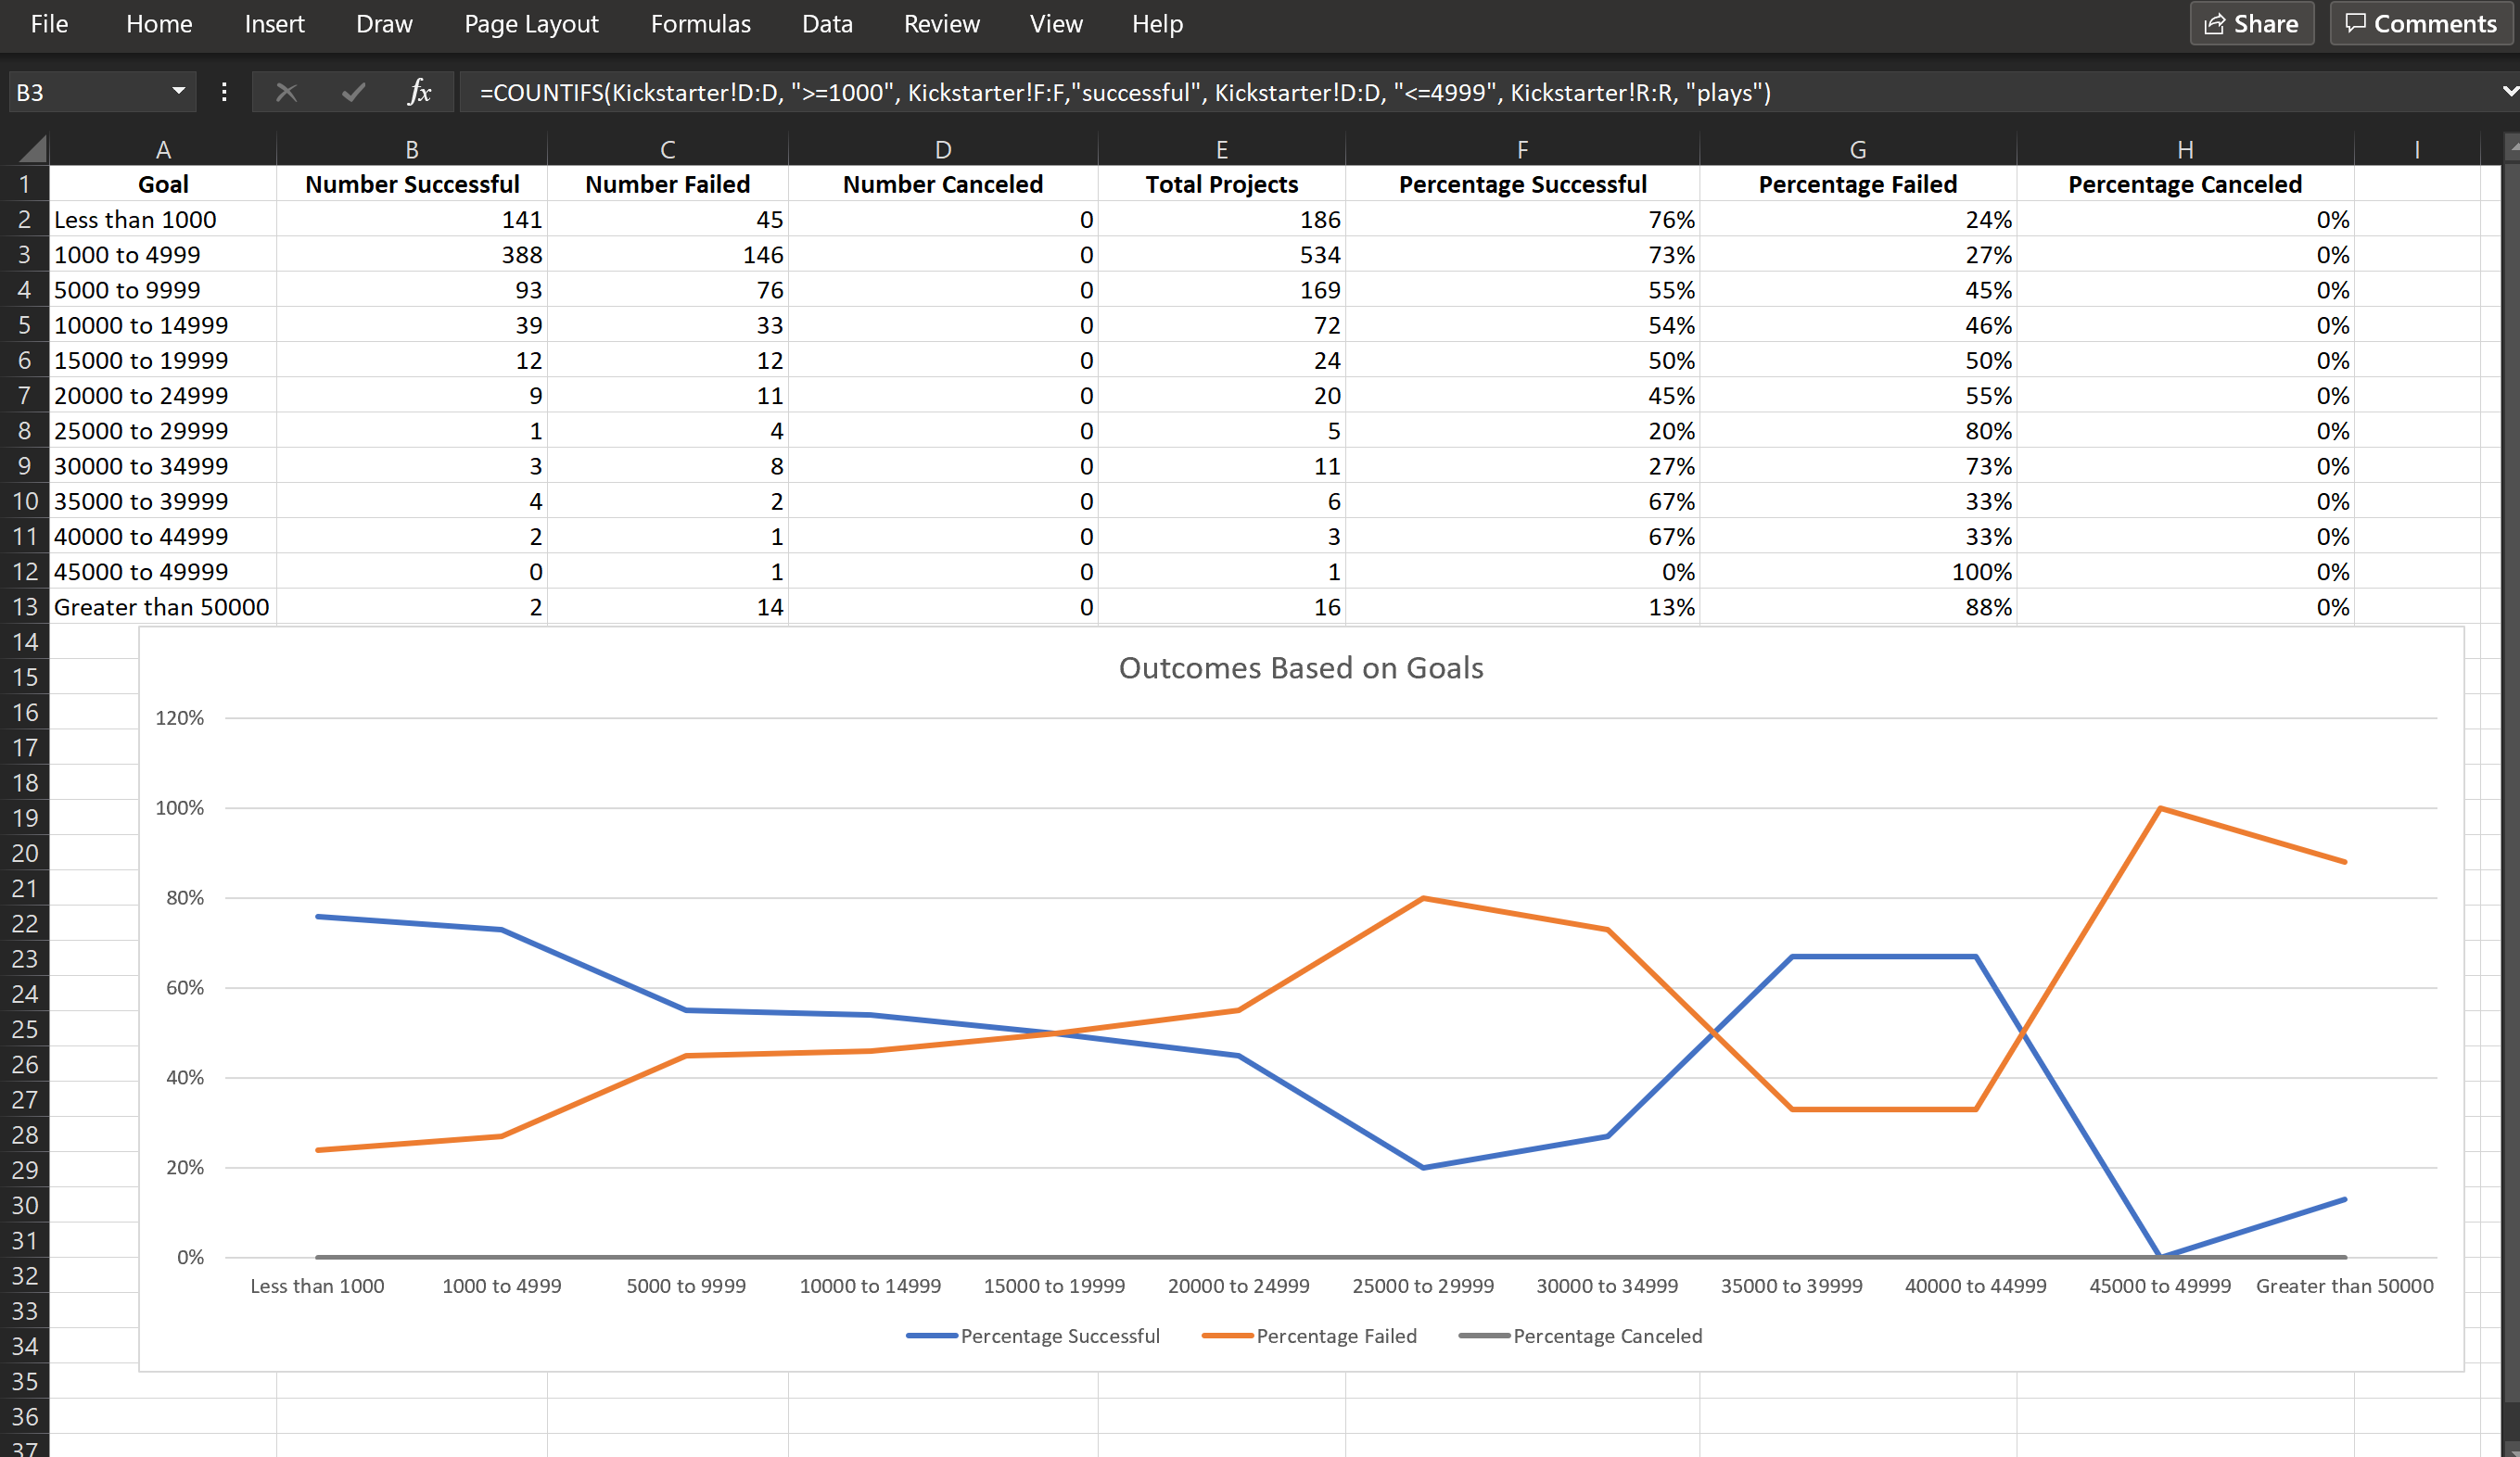 File Home Insert Draw Page Layout Formulas Data Review View Help Share Comments
B3 fx =COUNTIFS(Kickstarter!D:D, ">=1000", Kickstarter!F:F,"successful", Kickstarter!D:D, "<=4999", Kickstarter!R:R, "plays")
A B C D E F G H I
1 Goal Number Successful Number Failed Number Canceled Total Projects Percentage Successful Percentage Failed Percentage Canceled
2 Less than 1000 141 45 0 186 76% 24% 0%
3 1000 to 4999 388 146 0 534 73% 27% 0%
4 5000 to 9999 93 76 0 169 55% 45% 0%
5 10000 to 14999 39 33 0 72 54% 46% 0%
6 15000 to 19999 12 12 0 24 50% 50% 0%
7 20000 to 24999 9 11 0 20 45% 55% 0%
8 25000 to 29999 1 4 0 5 20% 80% 0%
9 30000 to 34999 3 8 0 11 27% 73% 0%
10 35000 to 39999 4 2 0 6 67% 33% 0%
11 40000 to 44999 2 1 0 3 67% 33% 0%
12 45000 to 49999 0 1 0 1 0% 100% 0%
13 Greater than 50000 2 14 0 16 13% 88% 0%
14
15
16
17
18
19
20
21
22
23
24
25
26
27
28
29
30
31
32
33
34
35
36
37
Outcomes Based on Goals
120%
100%
80%
60%
40%
20%
0%
Less than 1000 1000 to 4999 5000 to 9999 10000 to 14999 15000 to 19999 20000 to 24999 25000 to 29999 30000 to 34999 35000 to 39999 40000 to 44999 45000 to 49999 Greater than 50000
Percentage Successful Percentage Failed Percentage Canceled